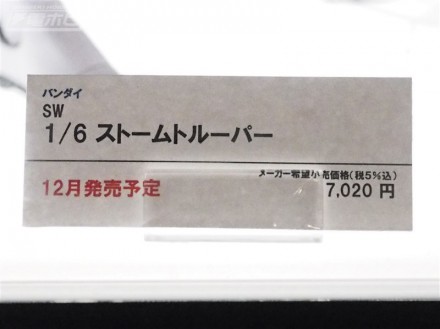 バンダイ
SW
1/6 ストームトルーパー
メーカー希望小売価格(税5%込)
12月発売予定
7,020 円